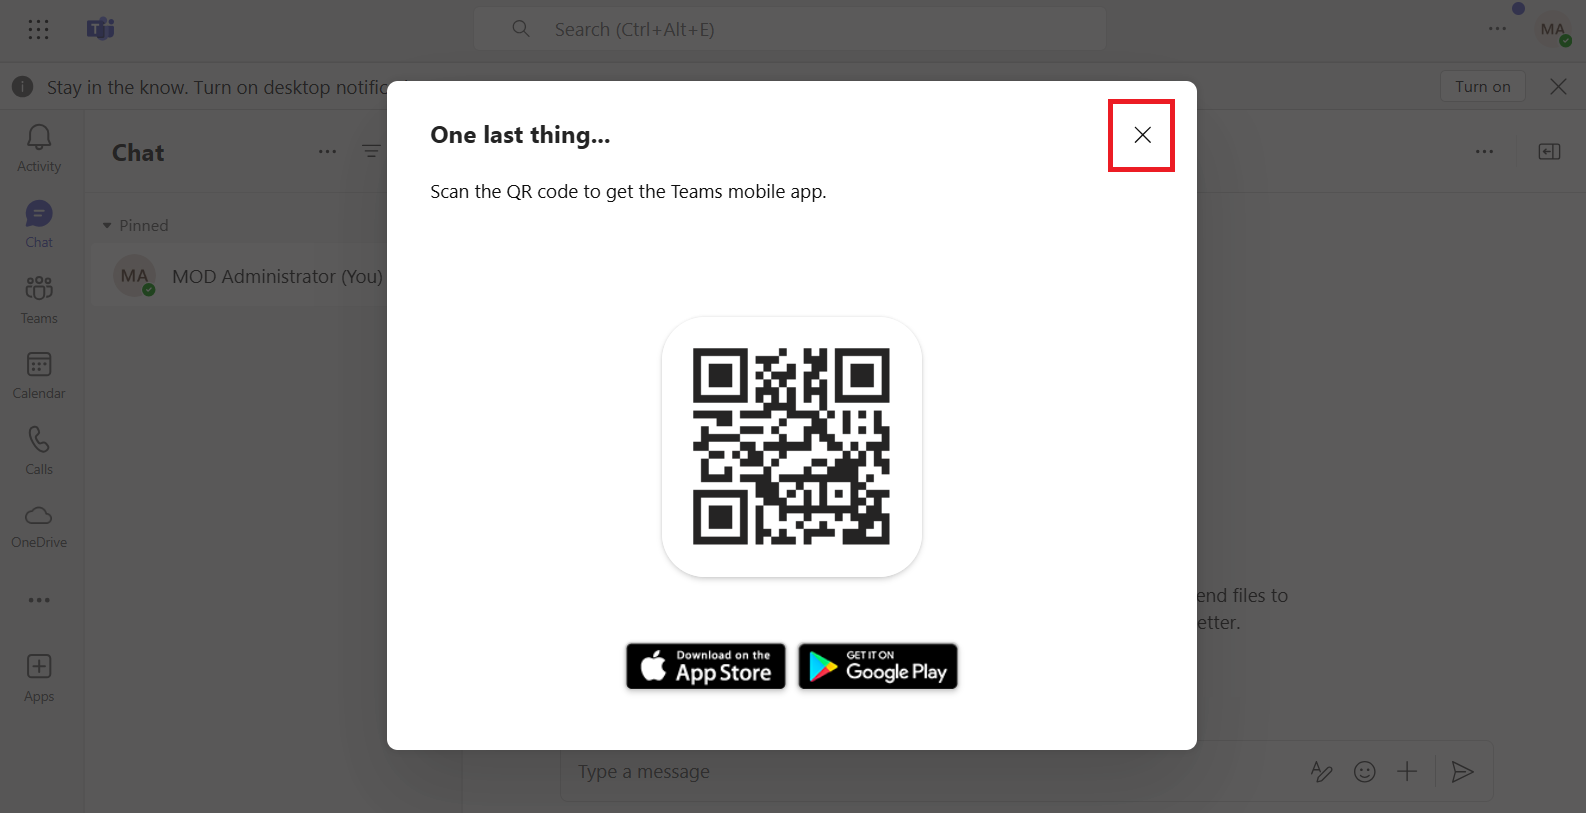 Search (Ctrl+Alt+E)
MA
Stay in the know. Turn on desktop notific
Turn on
Activity
Chat
Teams
Calendar
Calls
OneDrive
Apps
Chat
Pinned
MA
MOD Administrator (You)
One last thing...
Scan the QR code to get the Teams mobile app.
Download on the
App Store
GET IT ON
Google Play
end files to
etter.
Type a message